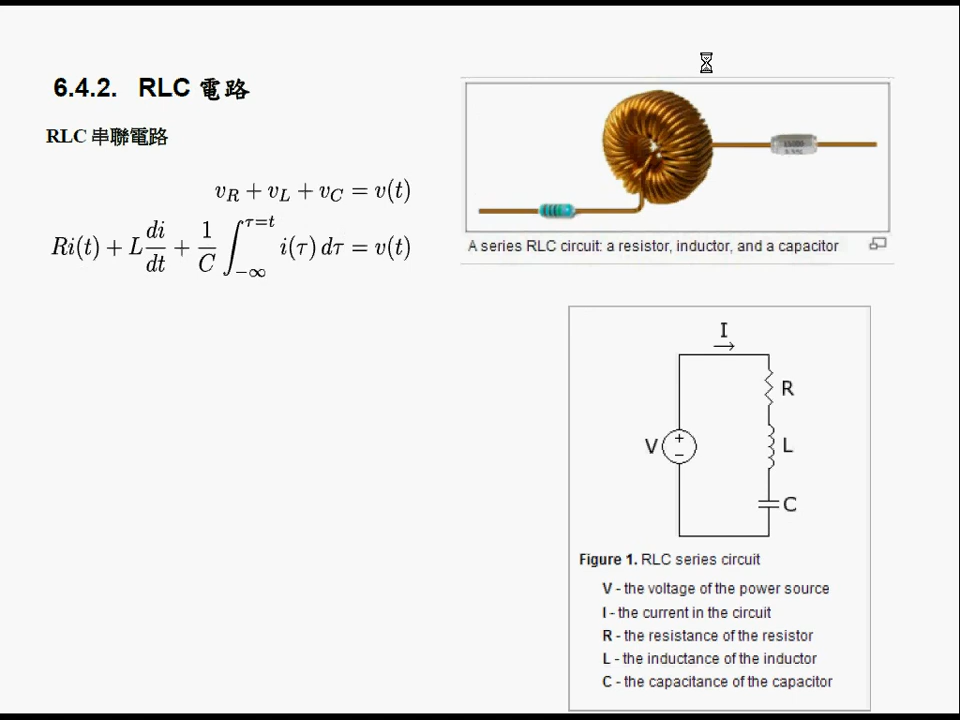 6.4.2. RLC 電路
RLC 串聯電路
v_R + v_L + v_C = v(t)
Ri(t) + L di/dt + 1/C ∫_{-∞}^{τ=t} i(τ) dτ = v(t)
A series RLC circuit: a resistor, inductor, and a capacitor
I
R
V
+
−
L
C
Figure 1. RLC series circuit
V - the voltage of the power source
I - the current in the circuit
R - the resistance of the resistor
L - the inductance of the inductor
C - the capacitance of the capacitor